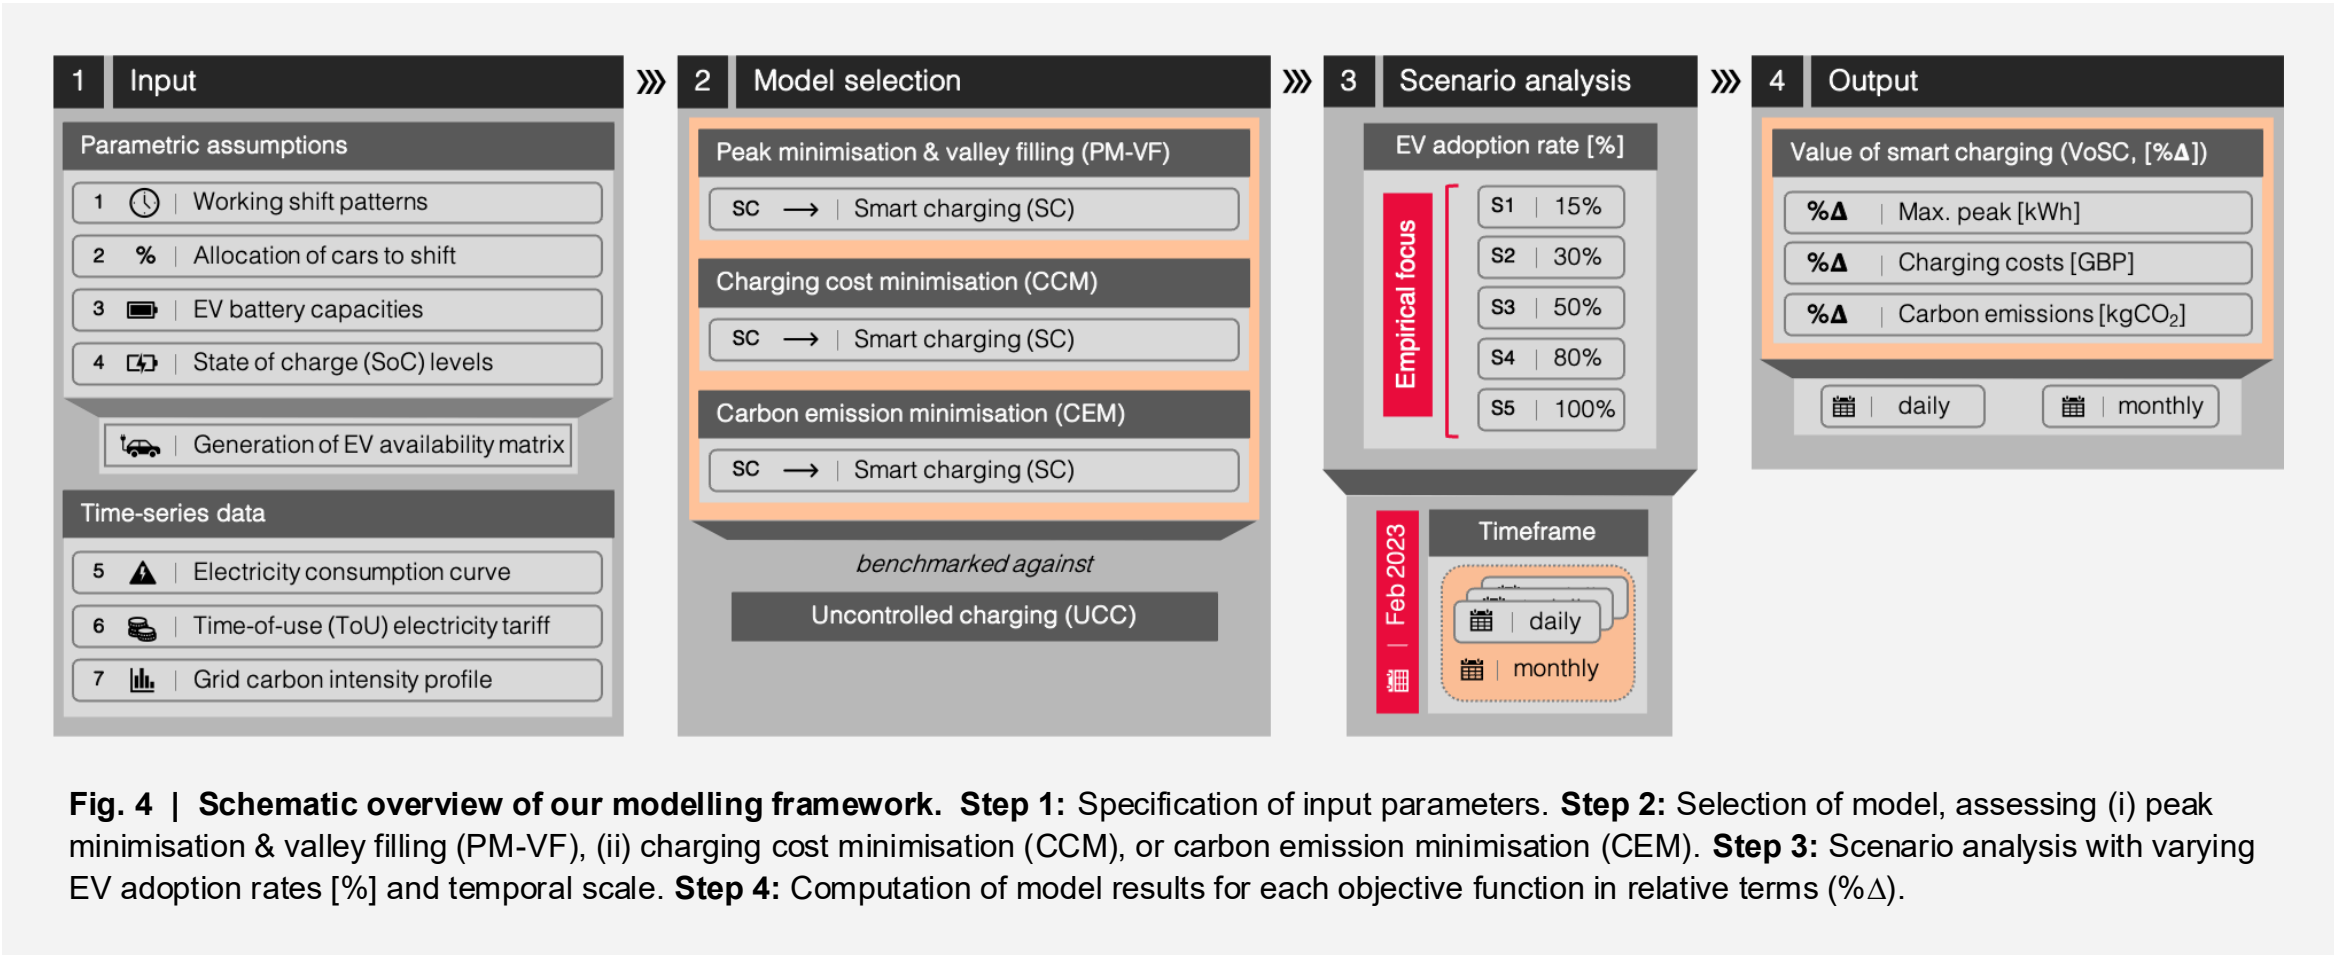 1 Input
Parametric assumptions
1 Working shift patterns
2 % Allocation of cars to shift
3 EV battery capacities
4 State of charge (SoC) levels
Generation of EV availability matrix
Time-series data
5 Electricity consumption curve
6 Time-of-use (ToU) electricity tariff
7 Grid carbon intensity profile
2 Model selection
Peak minimisation & valley filling (PM-VF)
SC Smart charging (SC)
Charging cost minimisation (CCM)
SC Smart charging (SC)
Carbon emission minimisation (CEM)
SC Smart charging (SC)
benchmarked against
Uncontrolled charging (UCC)
3 Scenario analysis
EV adoption rate [%]
Empirical focus
S1 15%
S2 30%
S3 50%
S4 80%
S5 100%
Feb 2023
Timeframe
daily
monthly
4 Output
Value of smart charging (VoSC, [%Δ])
%Δ Max. peak [kWh]
%Δ Charging costs [GBP]
%Δ Carbon emissions [kgCO₂]
daily
monthly
Fig. 4 | Schematic overview of our modelling framework. Step 1: Specification of input parameters. Step 2: Selection of model, assessing (i) peak
minimisation & valley filling (PM-VF), (ii) charging cost minimisation (CCM), or carbon emission minimisation (CEM). Step 3: Scenario analysis with varying
EV adoption rates [%] and temporal scale. Step 4: Computation of model results for each objective function in relative terms (%Δ).